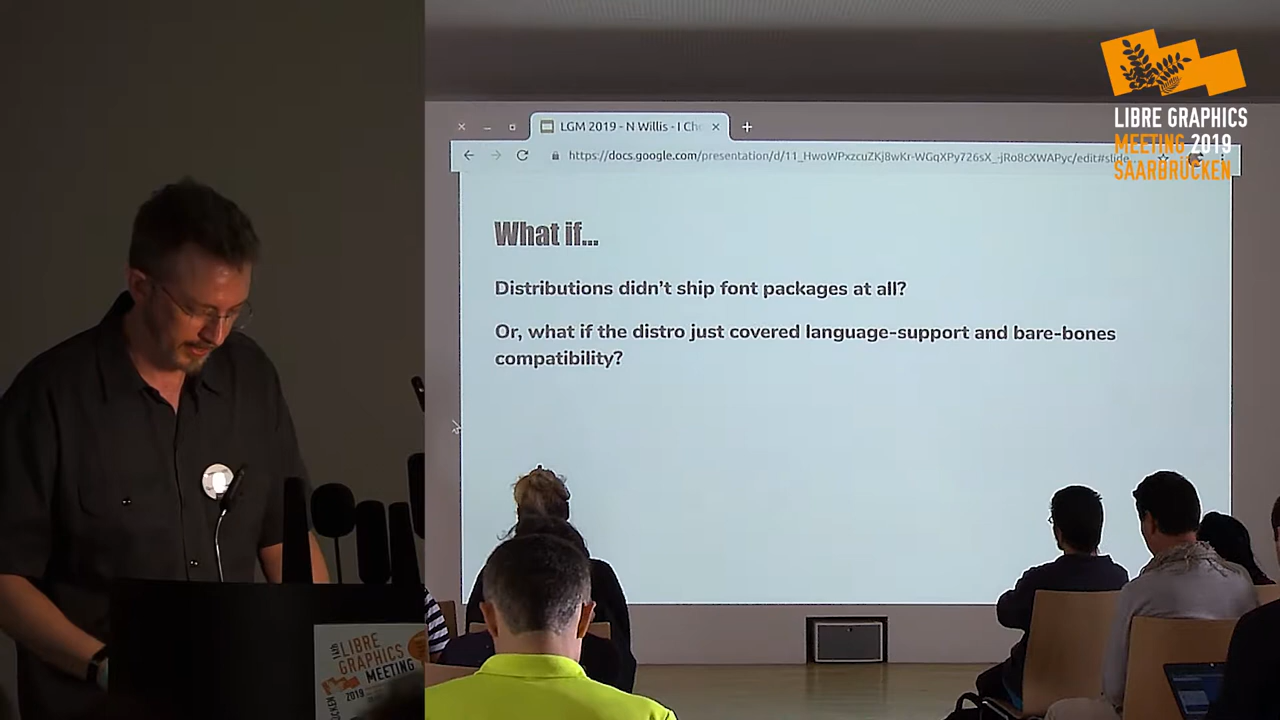 LIBRE GRAPHICS
MEETING 2019
SAARBRÜCKEN
LGM 2019 - N Willis - I Ch
https://docs.google.com/presentation/d/11_HwoWPxzcuZKj8wKr-WGqXPy726sX_-jRo8cXWAPyc/edit#slide
What if...
Distributions didn't ship font packages at all?
Or, what if the distro just covered language-support and bare-bones
compatibility?
LIBRE
GRAPHICS
MEETING
2019